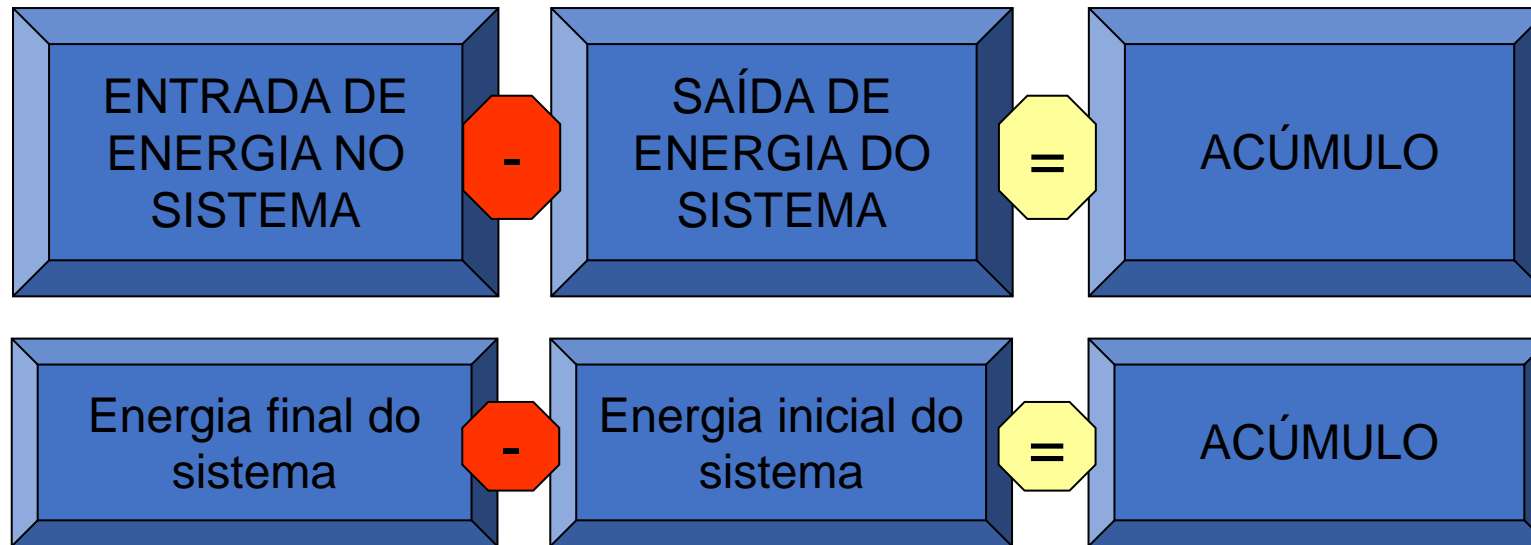 ENTRADA DE
ENERGIA NO
SISTEMA
-
SAÍDA DE
ENERGIA DO
SISTEMA
=
ACÚMULO
Energia final do
sistema
-
Energia inicial do
sistema
=
ACÚMULO